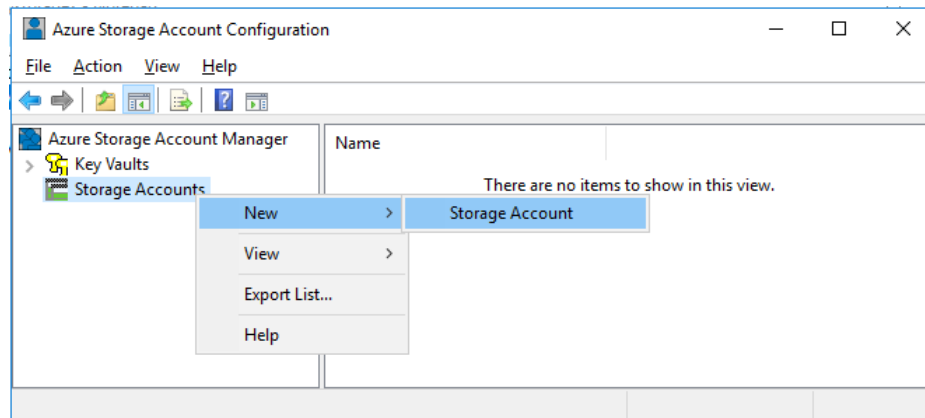 Azure Storage Account Configuration
File Action View Help
Azure Storage Account Manager
Name
Key Vaults
There are no items to show in this view.
Storage Accounts
New
Storage Account
View
Export List...
Help